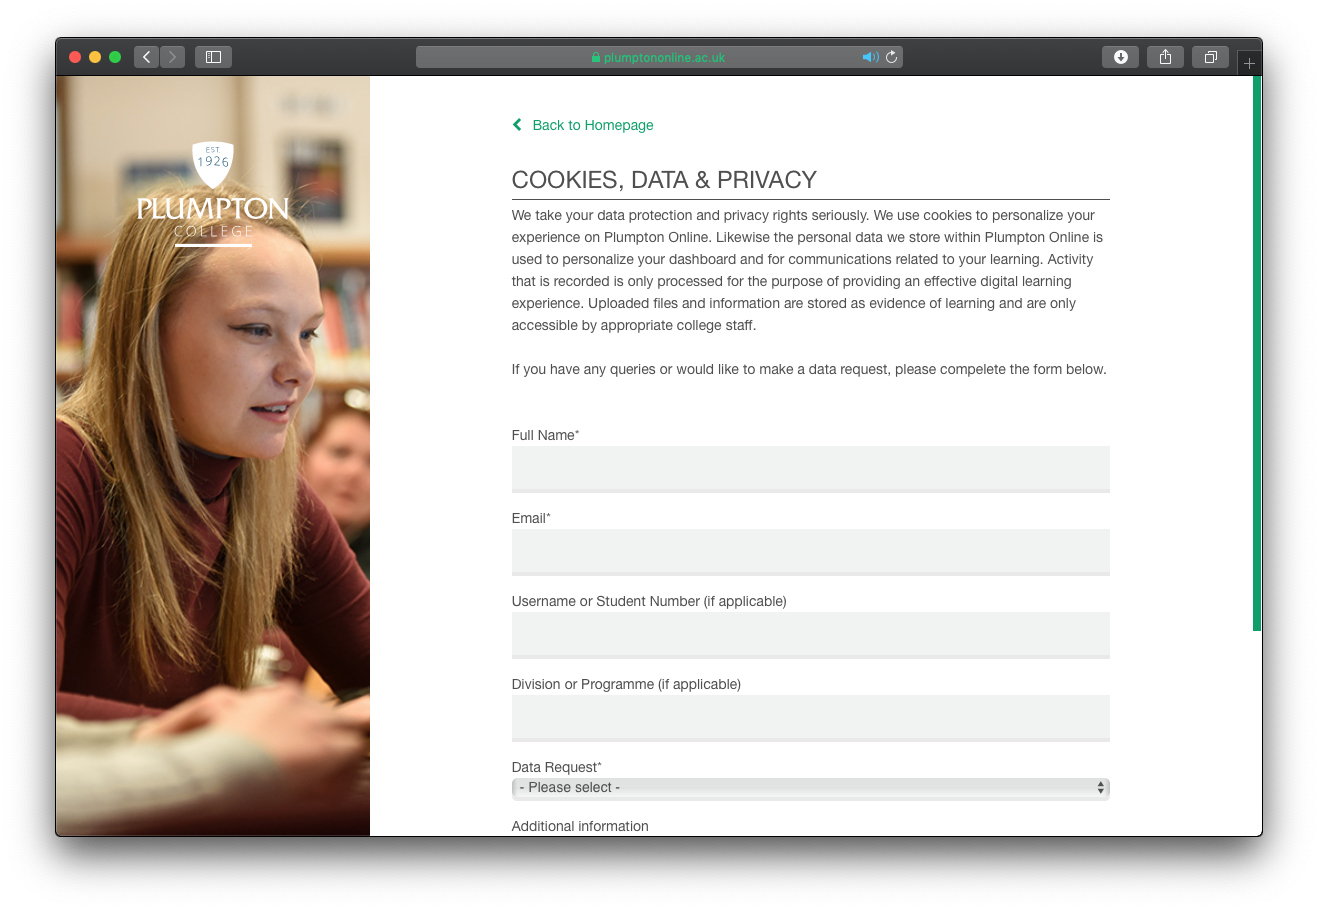 plumptononline.ac.uk
EST.
1926
PLUMPTON
COLLEGE
Back to Homepage
COOKIES, DATA & PRIVACY
We take your data protection and privacy rights seriously. We use cookies to personalize your
experience on Plumpton Online. Likewise the personal data we store within Plumpton Online is
used to personalize your dashboard and for communications related to your learning. Activity
that is recorded is only processed for the purpose of providing an effective digital learning
experience. Uploaded files and information are stored as evidence of learning and are only
accessible by appropriate college staff.
If you have any queries or would like to make a data request, please compelete the form below.
Full Name*
Email*
Username or Student Number (if applicable)
Division or Programme (if applicable)
Data Request*
- Please select -
Additional information